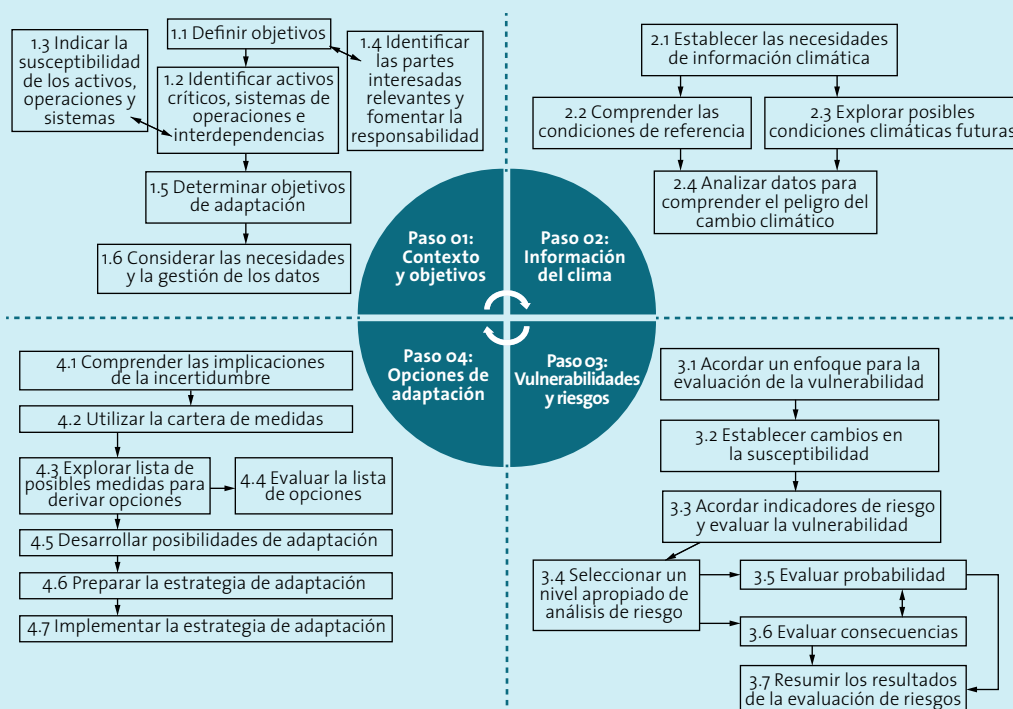 1.1 Definir objetivos
1.3 Indicar la
susceptibilidad
de los activos,
operaciones y
sistemas
1.2 Identificar activos
críticos, sistemas de
operaciones e
interdependencias
1.4 Identificar
las partes
interesadas
relevantes y
fomentar la
responsabilidad
1.5 Determinar objetivos
de adaptación
1.6 Considerar las necesidades
y la gestión de los datos
Paso 01:
Contexto
y objetivos
2.1 Establecer las necesidades
de información climática
2.2 Comprender las
condiciones de referencia
2.3 Explorar posibles
condiciones climáticas futuras
2.4 Analizar datos para
comprender el peligro del
cambio climático
Paso 02:
Información
del clima
Paso 04:
Opciones de
adaptación
4.1 Comprender las implicaciones
de la incertidumbre
4.2 Utilizar la cartera de medidas
4.3 Explorar lista de
posibles medidas para
derivar opciones
4.4 Evaluar la lista
de opciones
4.5 Desarrollar posibilidades de adaptación
4.6 Preparar la estrategia de adaptación
4.7 Implementar la estrategia de adaptación
Paso 03:
Vulnerabilidades
y riesgos
3.1 Acordar un enfoque para la
evaluación de la vulnerabilidad
3.2 Establecer cambios en
la susceptibilidad
3.3 Acordar indicadores de riesgo
y evaluar la vulnerabilidad
3.4 Seleccionar un
nivel apropiado de
análisis de riesgo
3.5 Evaluar probabilidad
3.6 Evaluar consecuencias
3.7 Resumir los resultados
de la evaluación de riesgos